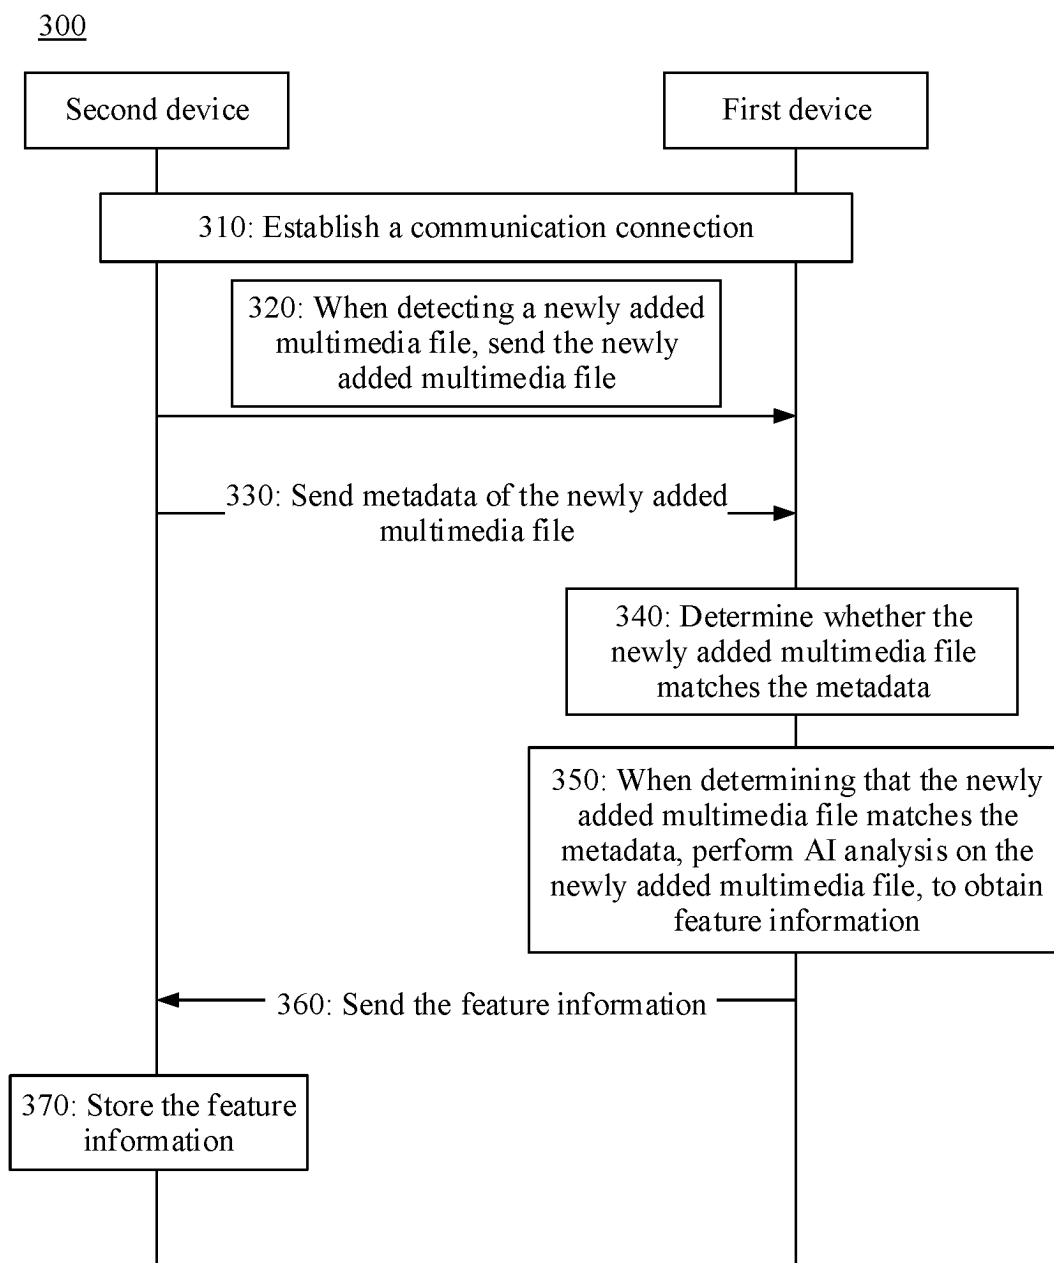 300
Second device
First device
310: Establish a communication connection
320: When detecting a newly added
multimedia file, send the newly
added multimedia file
330: Send metadata of the newly added
multimedia file
340: Determine whether the
newly added multimedia file
matches the metadata
350: When determining that the newly
added multimedia file matches the
metadata, perform AI analysis on the
newly added multimedia file, to obtain
feature information
360: Send the feature information
370: Store the feature
information